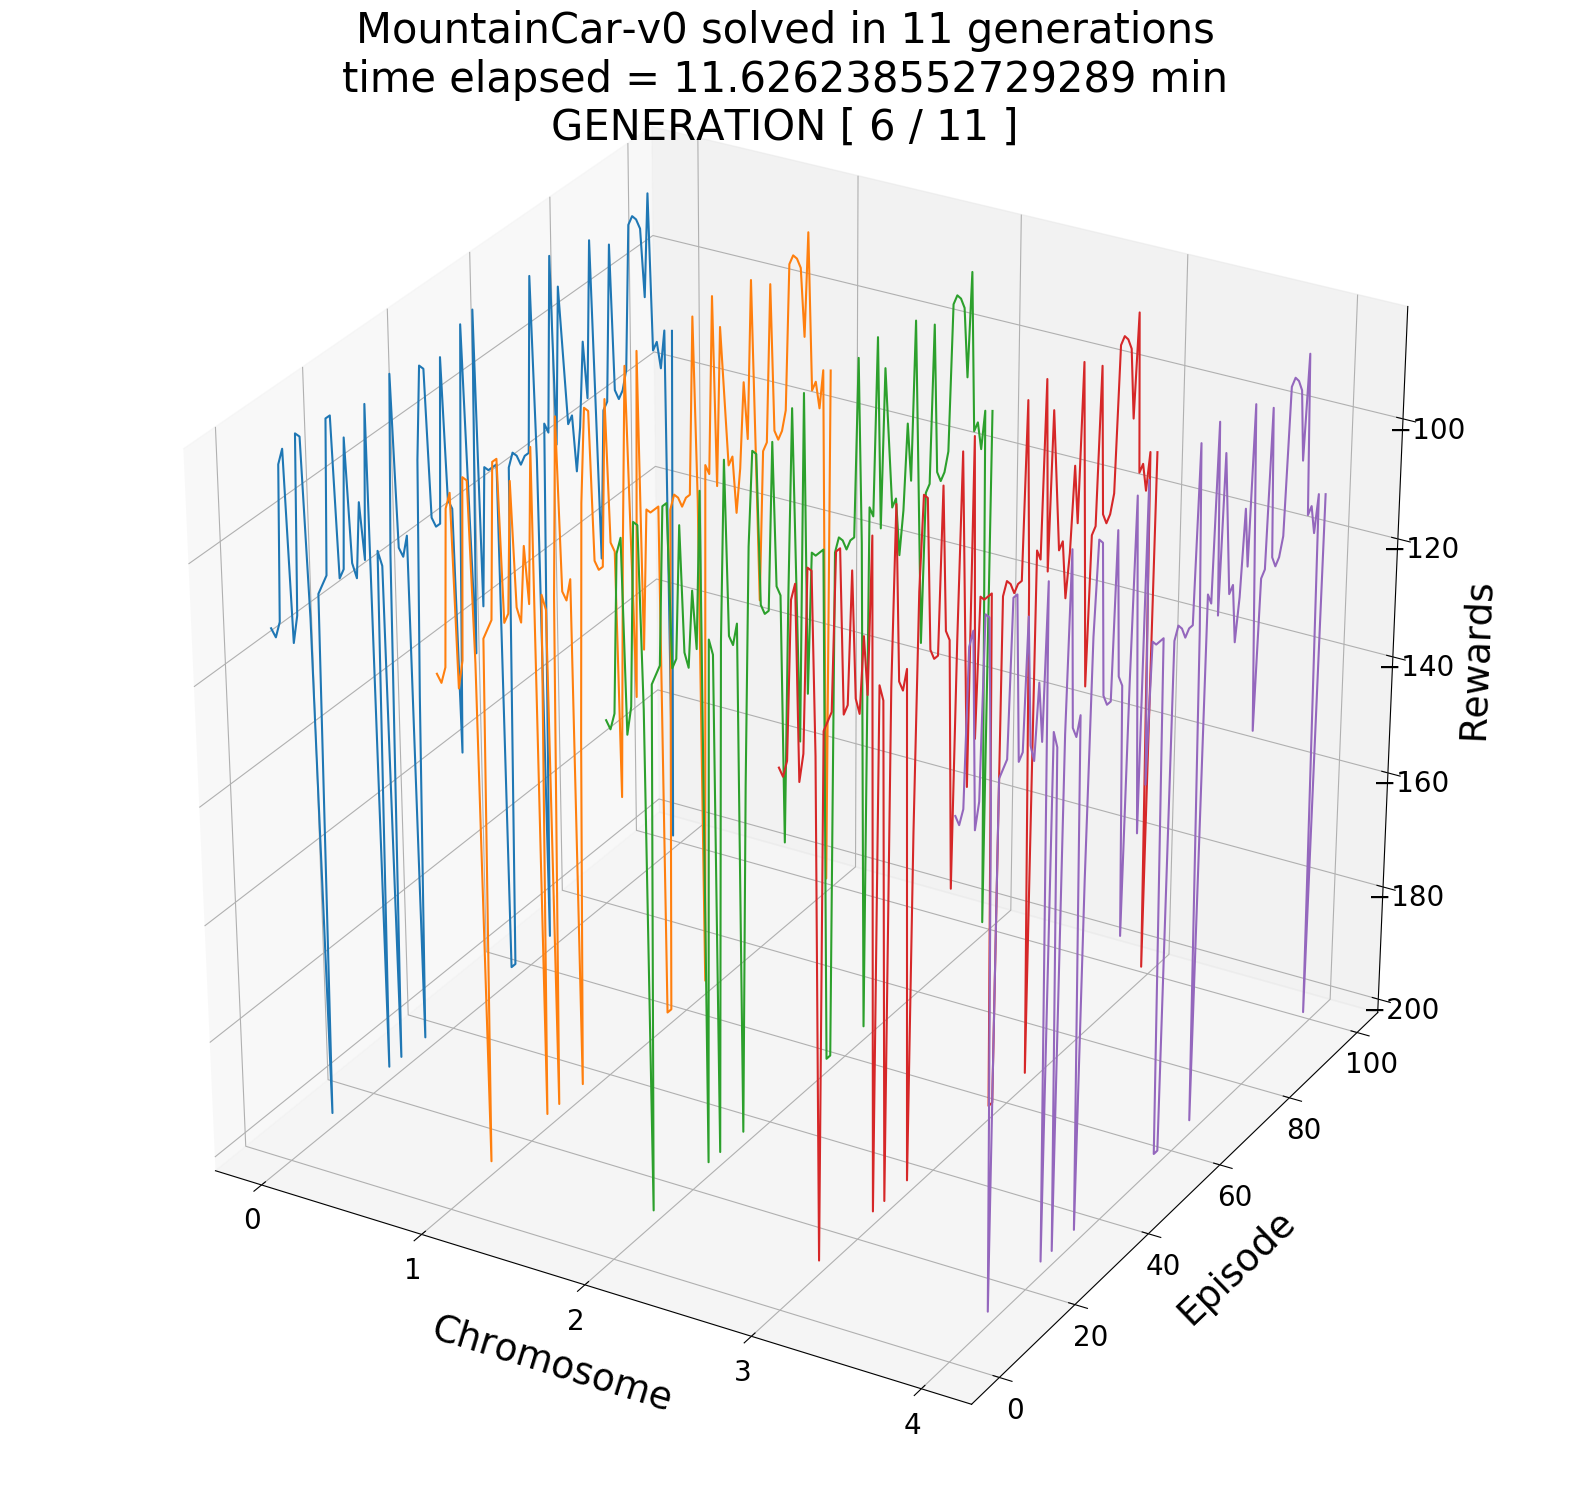 MountainCar-v0 solved in 11 generations
time elapsed = 11.626238552729289 min
GENERATION [ 6 / 11 ]
100
120
140
160
180
200
Rewards
0
1
2
3
4
Chromosome
0
20
40
60
80
100
Episode